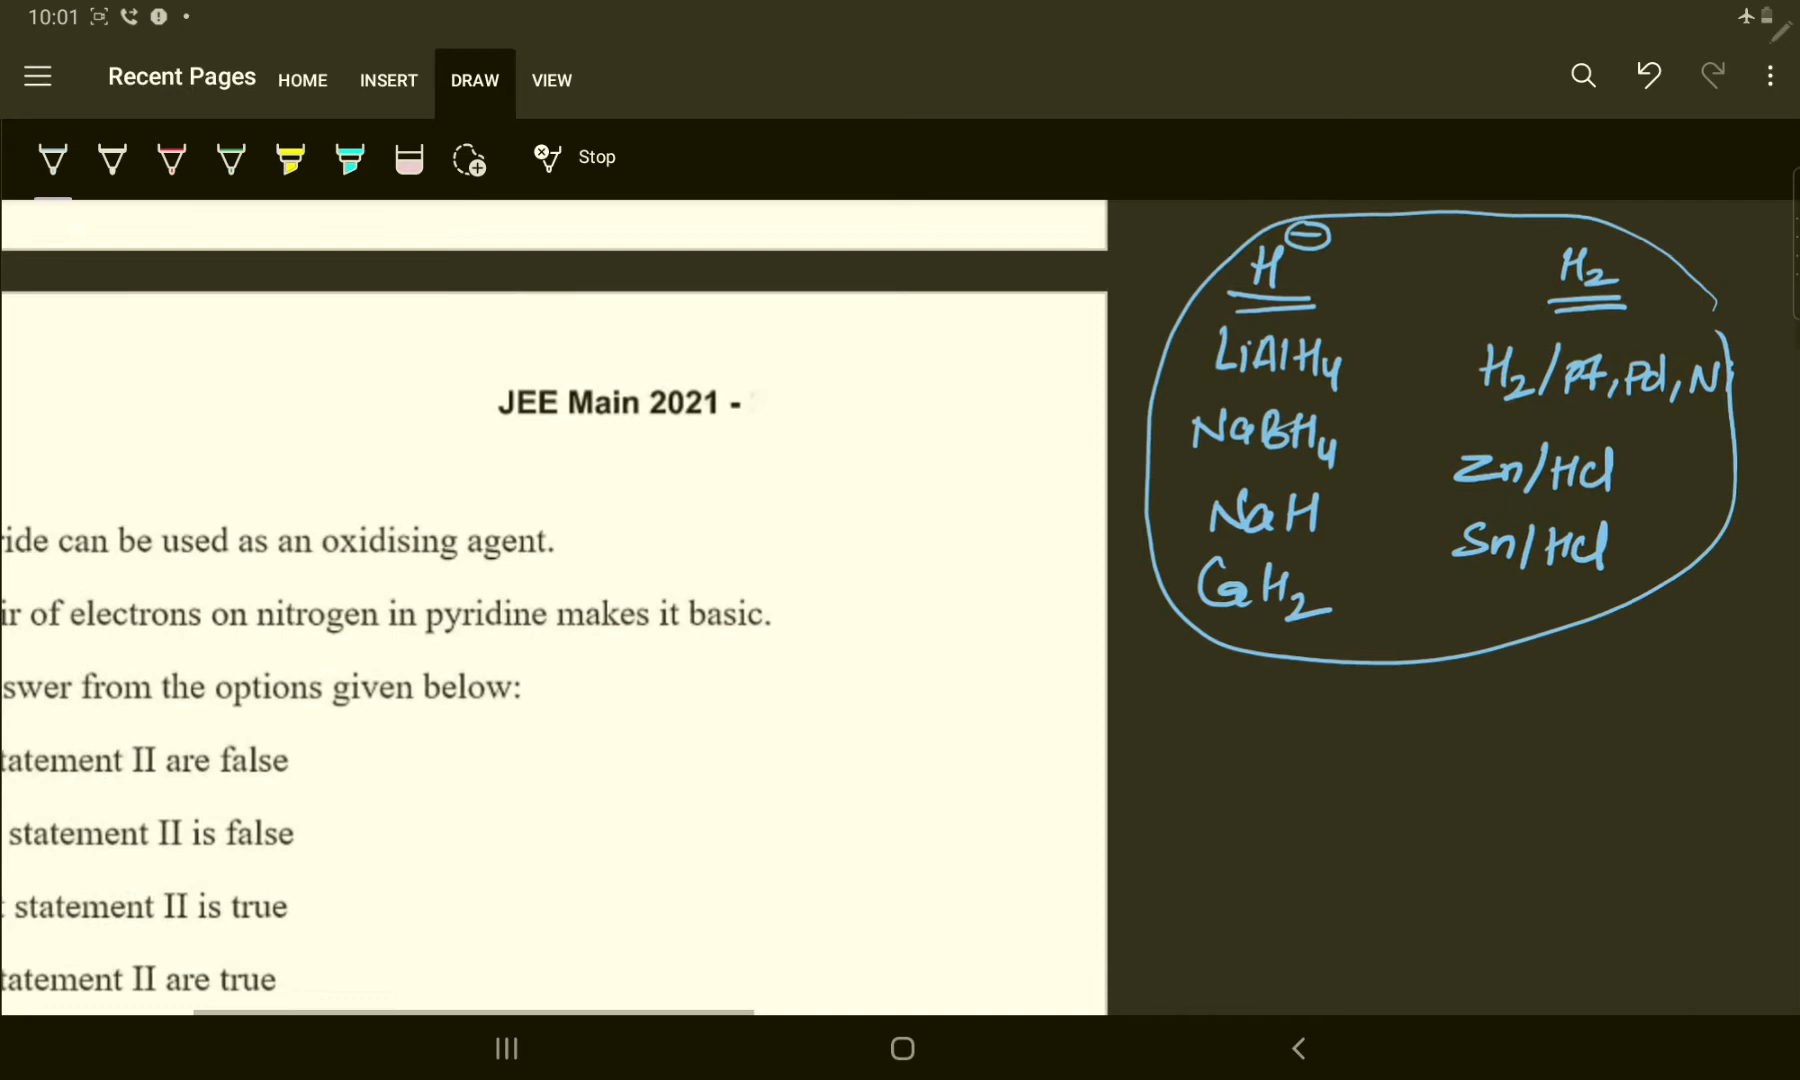 10:01
Recent Pages HOME INSERT DRAW VIEW
Stop
JEE Main 2021 -
ide can be used as an oxidising agent.
ir of electrons on nitrogen in pyridine makes it basic.
swer from the options given below:
tatement II are false
statement II is false
statement II is true
tatement II are true
H⊖ H₂
LiAlH₄ H₂/Pt, Pd, Ni
NaBH₄ Zn/HCl
NaH Sn/HCl
CaH₂